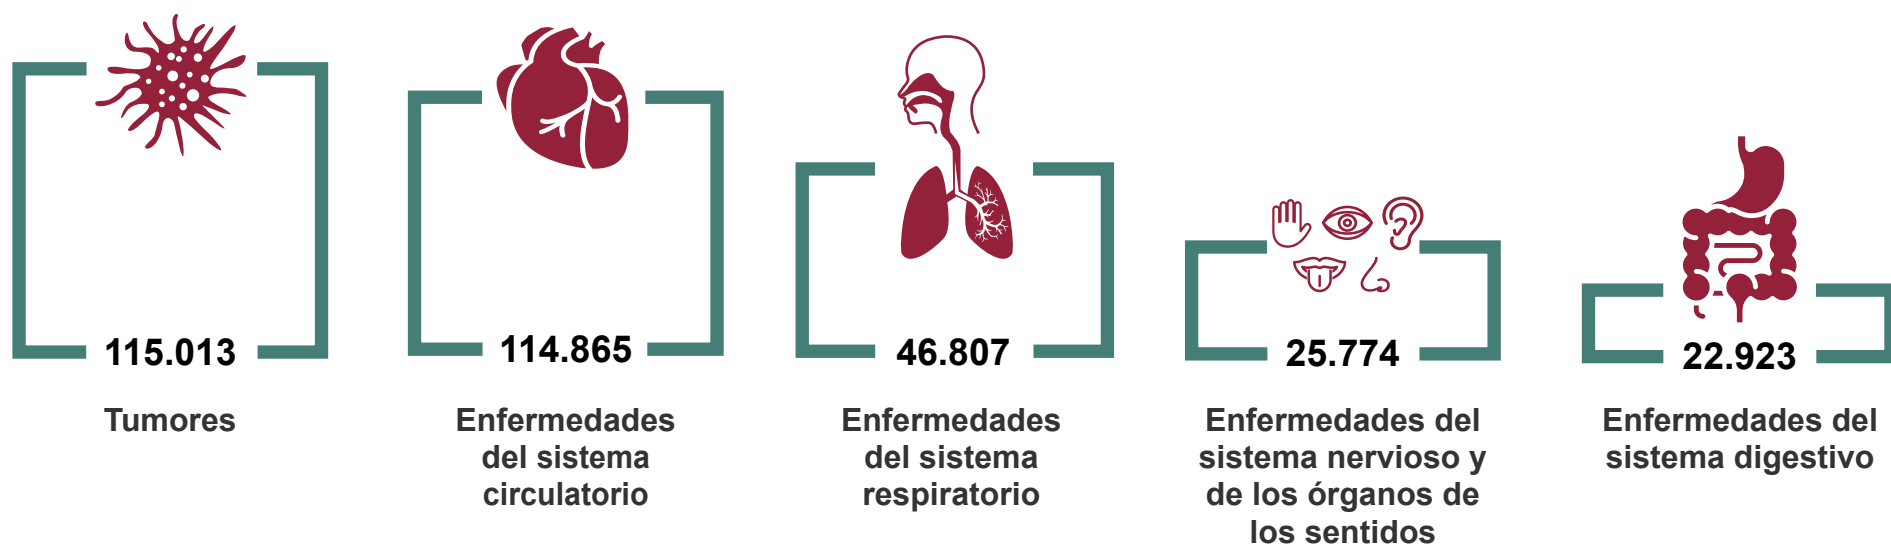 115.013
Tumores
114.865
Enfermedades
del sistema
circulatorio
46.807
Enfermedades
del sistema
respiratorio
25.774
Enfermedades del
sistema nervioso y
de los órganos de
los sentidos
22.923
Enfermedades del
sistema digestivo